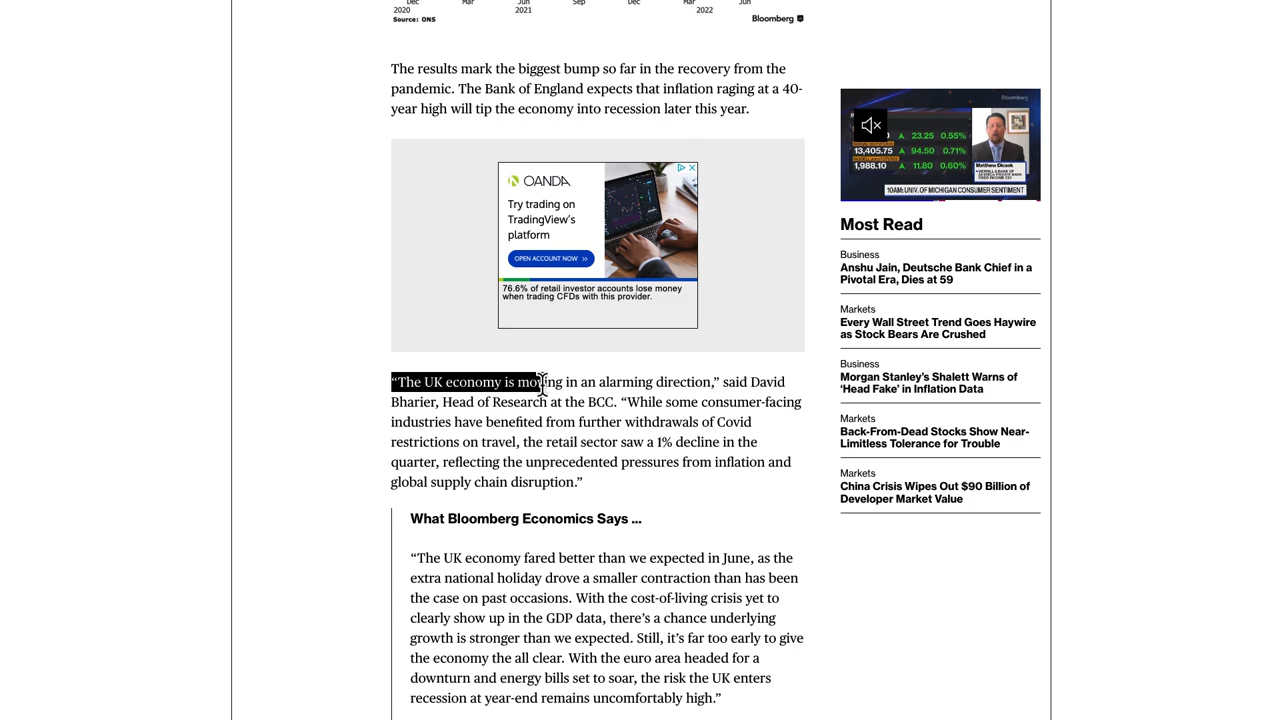 Dec Mar Jun Sep Dec Mar Jun
2020 2021 2022
Source: ONS
Bloomberg
The results mark the biggest bump so far in the recovery from the
pandemic. The Bank of England expects that inflation raging at a 40-
year high will tip the economy into recession later this year.
OANDA
Try trading on
TradingView's
platform
OPEN ACCOUNT NOW »
76.6% of retail investor accounts lose money
when trading CFDs with this provider.
“The UK economy is moving in an alarming direction,” said David
Bharier, Head of Research at the BCC. “While some consumer-facing
industries have benefited from further withdrawals of Covid
restrictions on travel, the retail sector saw a 1% decline in the
quarter, reflecting the unprecedented pressures from inflation and
global supply chain disruption.”
What Bloomberg Economics Says ...
“The UK economy fared better than we expected in June, as the
extra national holiday drove a smaller contraction than has been
the case on past occasions. With the cost-of-living crisis yet to
clearly show up in the GDP data, there’s a chance underlying
growth is stronger than we expected. Still, it’s far too early to give
the economy the all clear. With the euro area headed for a
downturn and energy bills set to soar, the risk the UK enters
recession at year-end remains uncomfortably high.”
Bloomberg
23.25 0.55%
13,405.75 94.50 0.71%
1,988.10 11.80 0.60%
Matthew Diczok
10AM: UNIV. OF MICHIGAN CONSUMER SENTIMENT
Most Read
Business
Anshu Jain, Deutsche Bank Chief in a
Pivotal Era, Dies at 59
Markets
Every Wall Street Trend Goes Haywire
as Stock Bears Are Crushed
Business
Morgan Stanley’s Shalett Warns of
‘Head Fake’ in Inflation Data
Markets
Back-From-Dead Stocks Show Near-
Limitless Tolerance for Trouble
Markets
China Crisis Wipes Out $90 Billion of
Developer Market Value